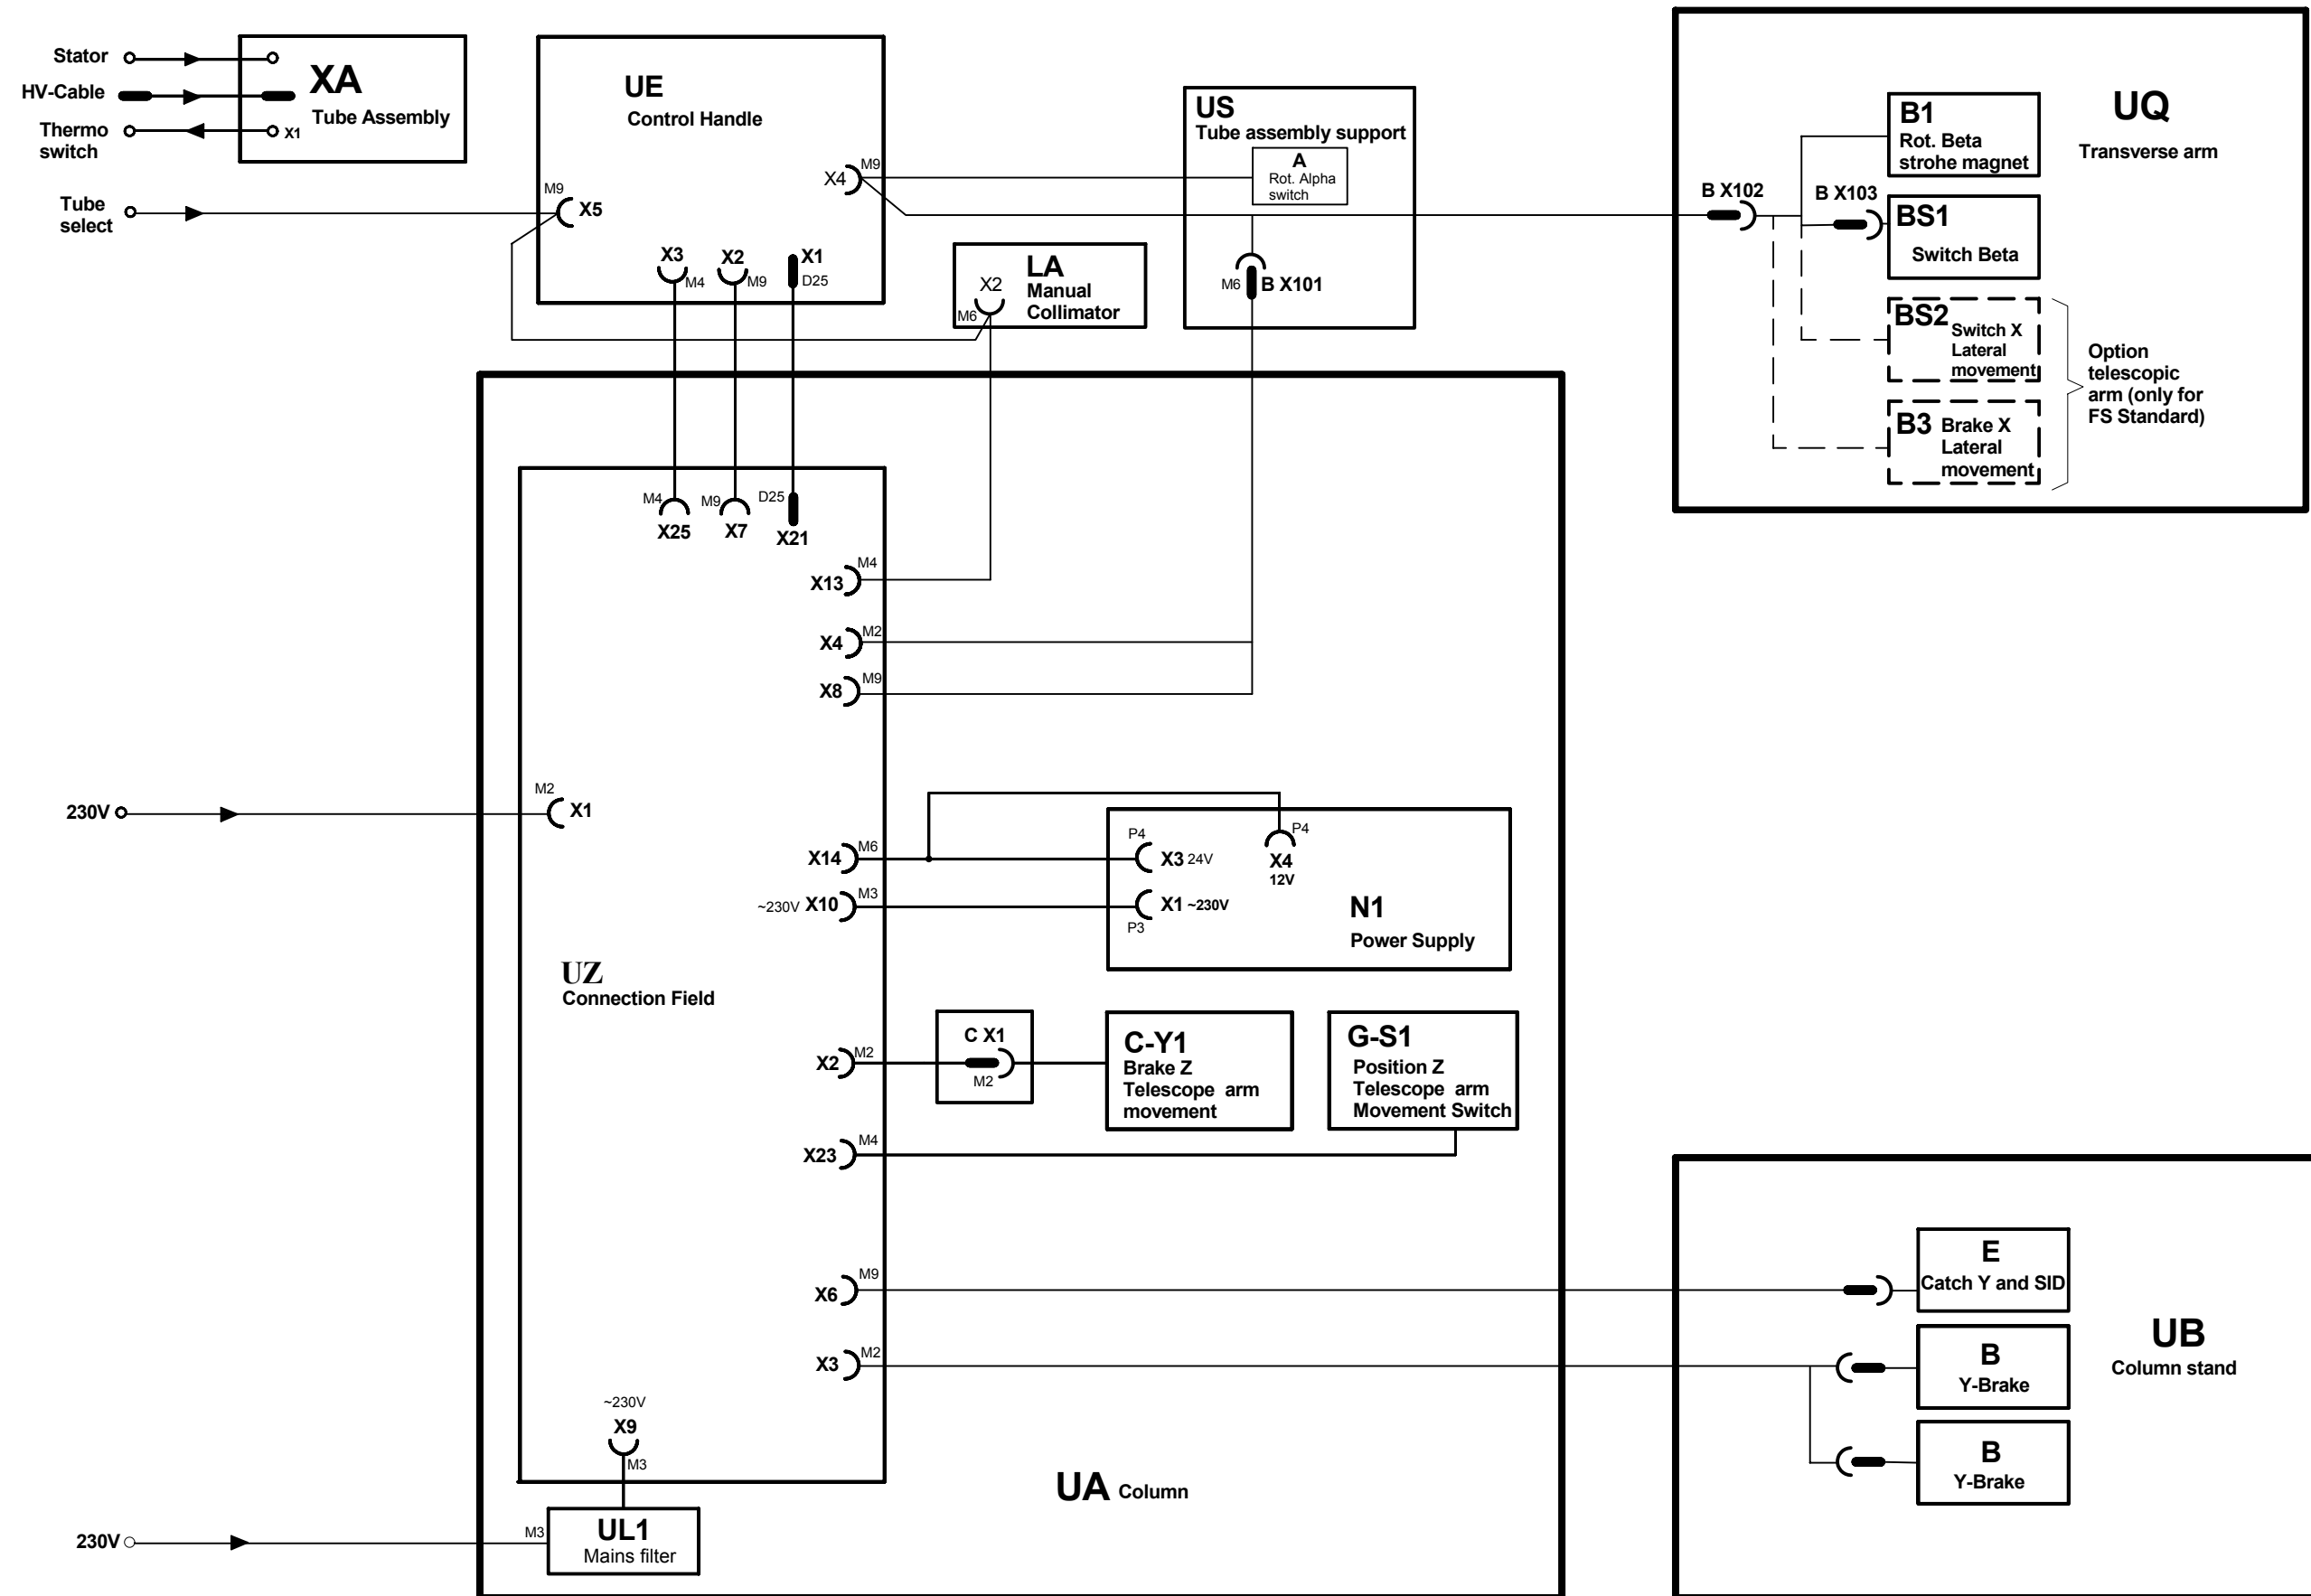 Stator
HV-Cable
Thermo
switch
XA
Tube Assembly
X1
Tube
select
UE
Control Handle
M9
X5
X4
M9
X3
M4
X2
M9
X1
D25
US
Tube assembly support
A
Rot. Alpha
switch
M6
B X101
LA
X2
Manual
Collimator
M6
UQ
Transverse arm
B1
Rot. Beta
strohe magnet
B X102
B X103
BS1
Switch Beta
BS2
Switch X
Lateral
movement
B3
Brake X
Lateral
movement
Option
telescopic
arm (only for
FS Standard)
M4
X25
M9
X7
D25
X21
X13
M4
X4
M2
X8
M9
230V
M2
X1
X14
M6
~230V X10
M3
P4
X3 24V
P4
X4
12V
X1 ~230V
P3
N1
Power Supply
UZ
Connection Field
X2
M2
C X1
M2
C-Y1
Brake Z
Telescope arm
movement
G-S1
Position Z
Telescope arm
Movement Switch
X23
M4
X6
M9
X3
M2
E
Catch Y and SID
B
Y-Brake
B
Y-Brake
UB
Column stand
~230V
X9
M3
UA Column
230V
M3
UL1
Mains filter